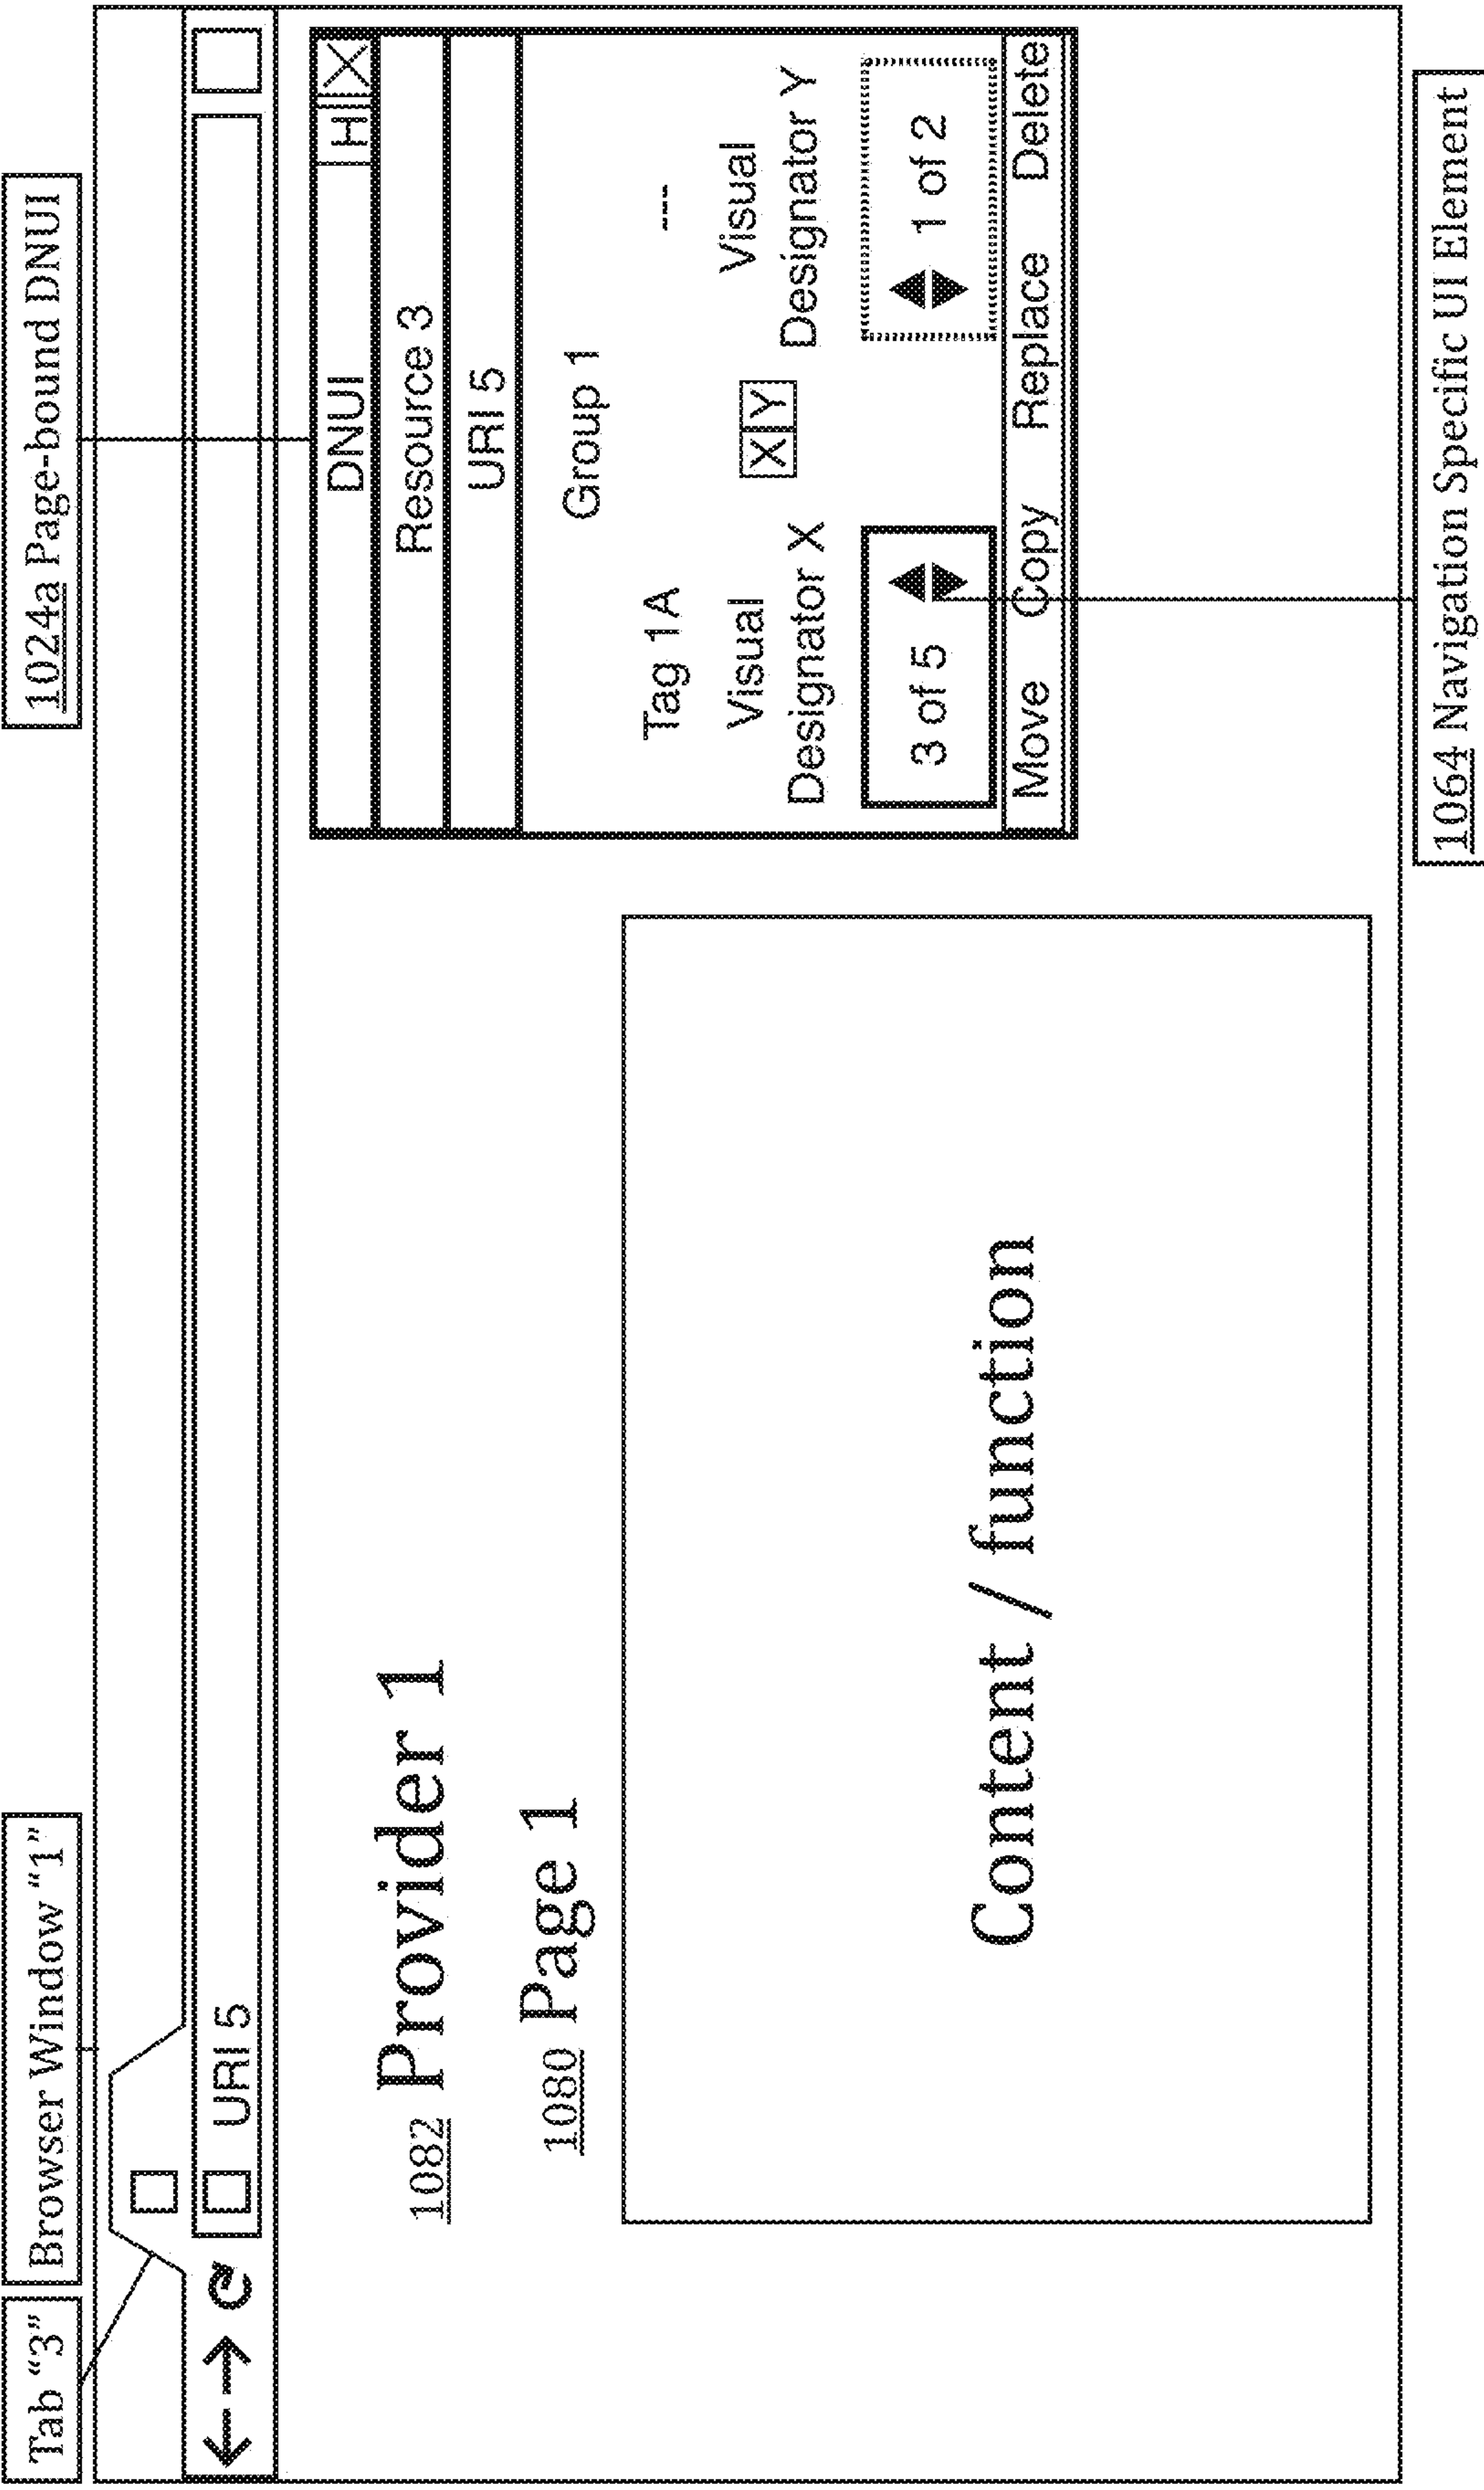 Tab “3”
Browser Window “1”
1024a Page-bound DNUI
URI 5
1082 Provider 1
1080 Page 1
Content / function
DNUI
H X
Resource 3
URI 5
Group 1
Tag 1A ---
Visual
Designator X
X Y
Visual
Designator Y
3 of 5
1 of 2
Move Copy Replace Delete
1064 Navigation Specific UI Element